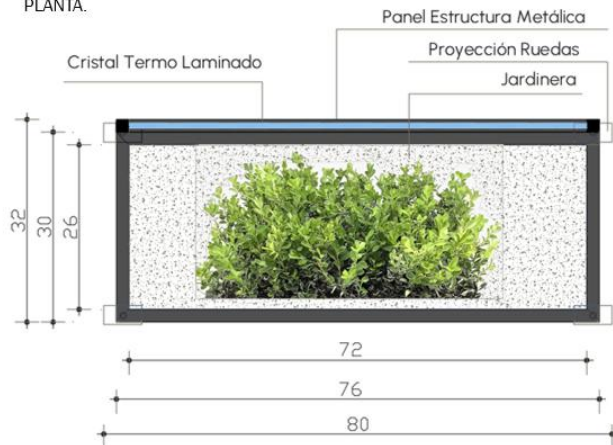 PLANTA.
Panel Estructura Metálica
Proyección Ruedas
Cristal Termo Laminado
Jardinera
32
30
26
72
76
80